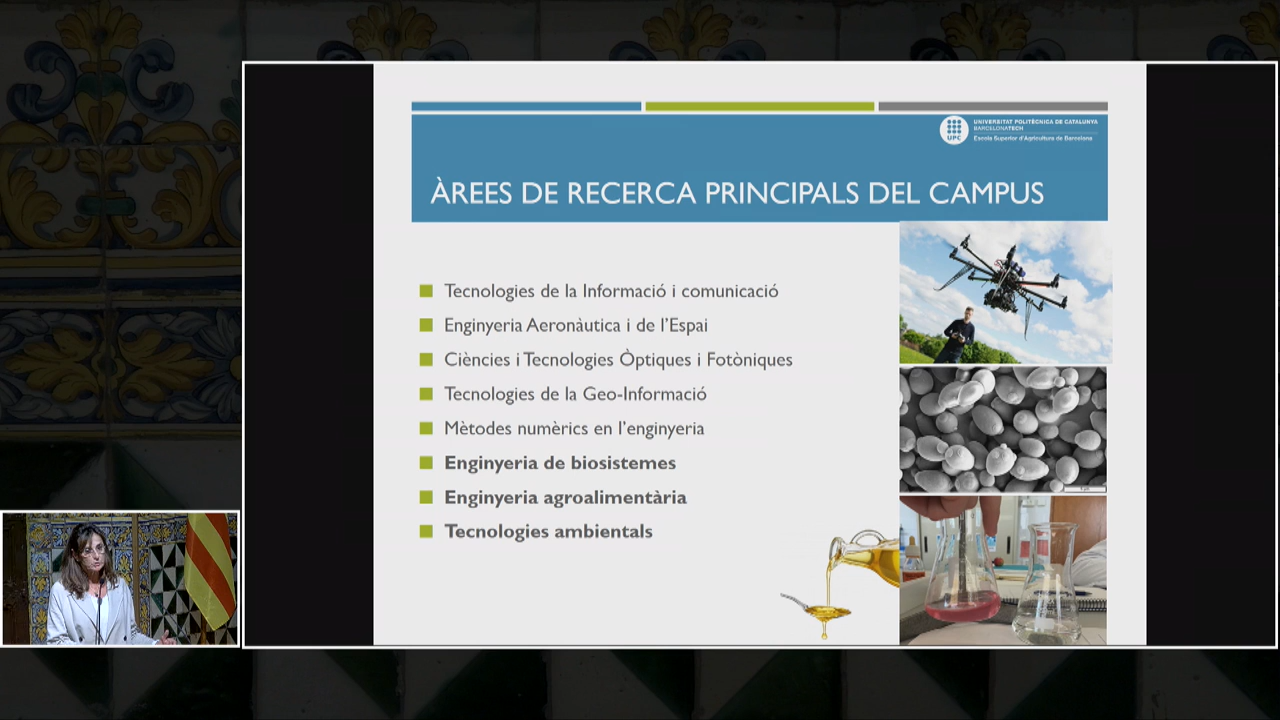 UPC
UNIVERSITAT POLITÈCNICA DE CATALUNYA
BARCELONATECH
Escola Superior d'Agricultura de Barcelona
ÀREES DE RECERCA PRINCIPALS DEL CAMPUS
Tecnologies de la Informació i comunicació
Enginyeria Aeronàutica i de l'Espai
Ciències i Tecnologies Òptiques i Fotòniques
Tecnologies de la Geo-Informació
Mètodes numèrics en l'enginyeria
Enginyeria de biosistemes
Enginyeria agroalimentària
Tecnologies ambientals